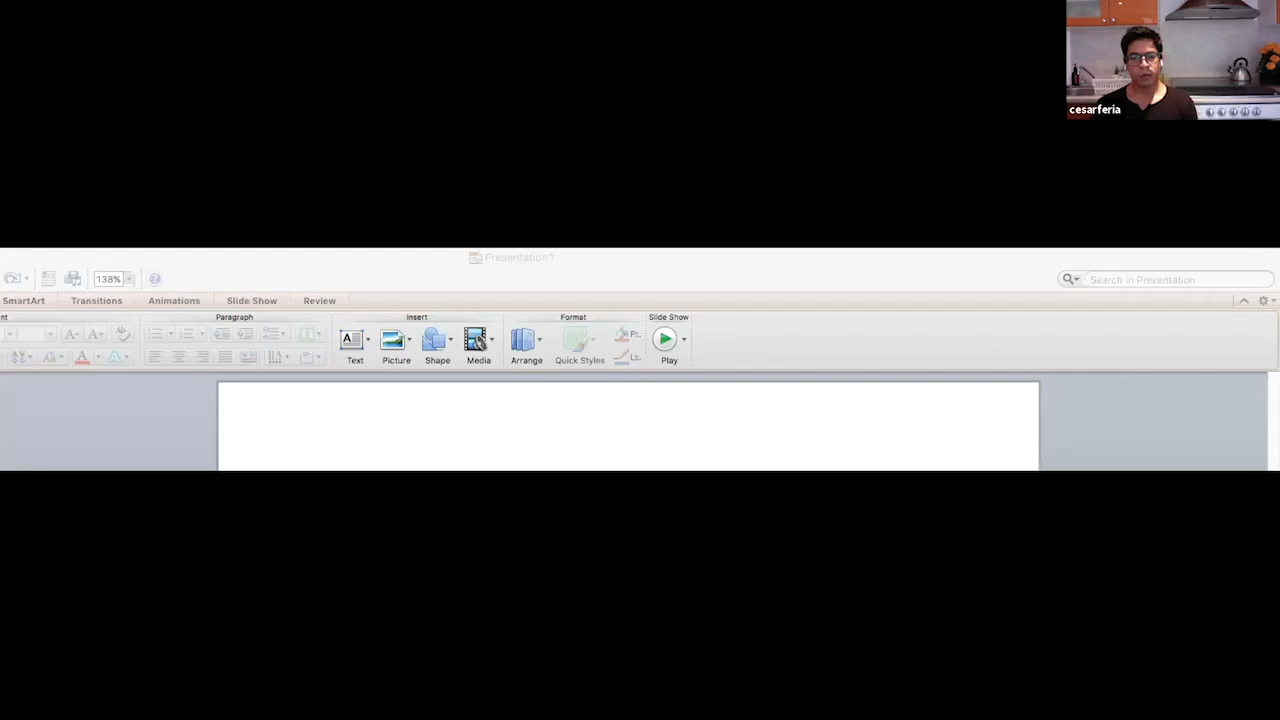 cesarferia
Presentation1
138%
Search in Presentation
SmartArt Transitions Animations Slide Show Review
nt Paragraph Insert Format Slide Show
Text Picture Shape Media Arrange Quick Styles Play